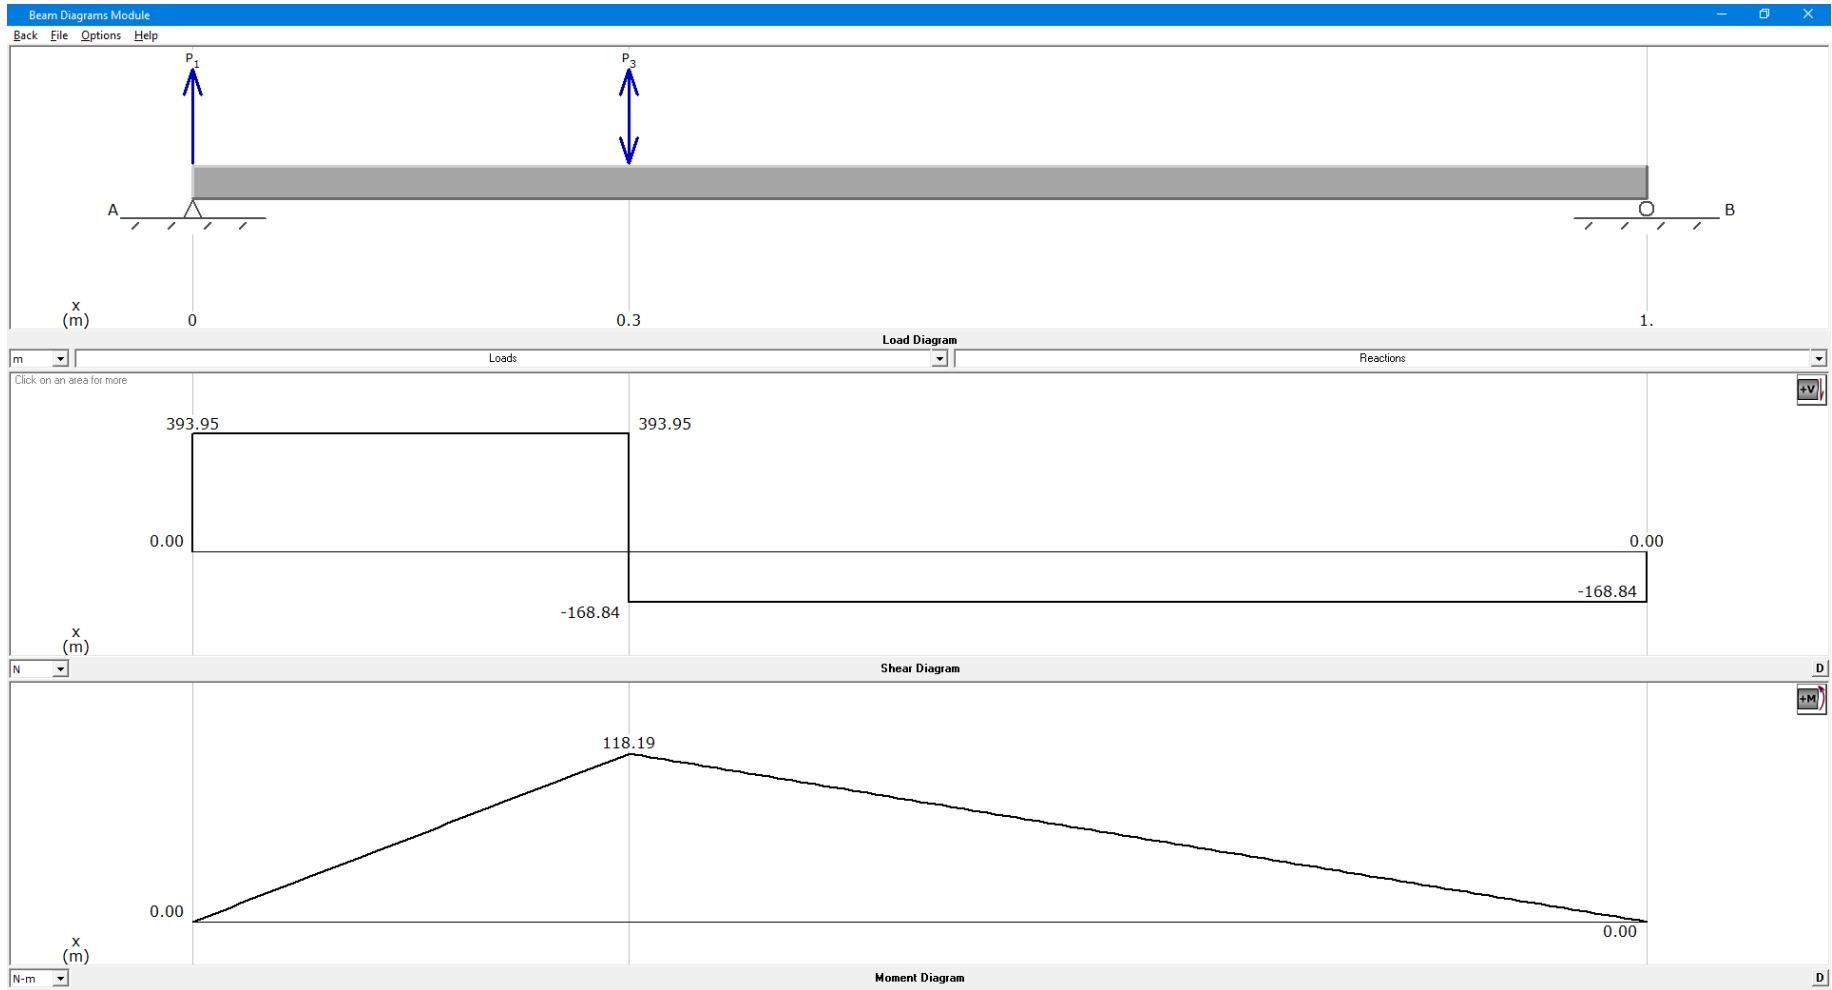 Beam Diagrams Module
Back File Options Help
P1 P3
A B
x
(m) 0 0.3 1.
Load Diagram
m Loads Reactions
Click on an area for more
+V
393.95 393.95
0.00 0.00
-168.84 -168.84
x
(m)
N Shear Diagram D
+M
118.19
0.00 0.00
x
(m)
N-m Moment Diagram D